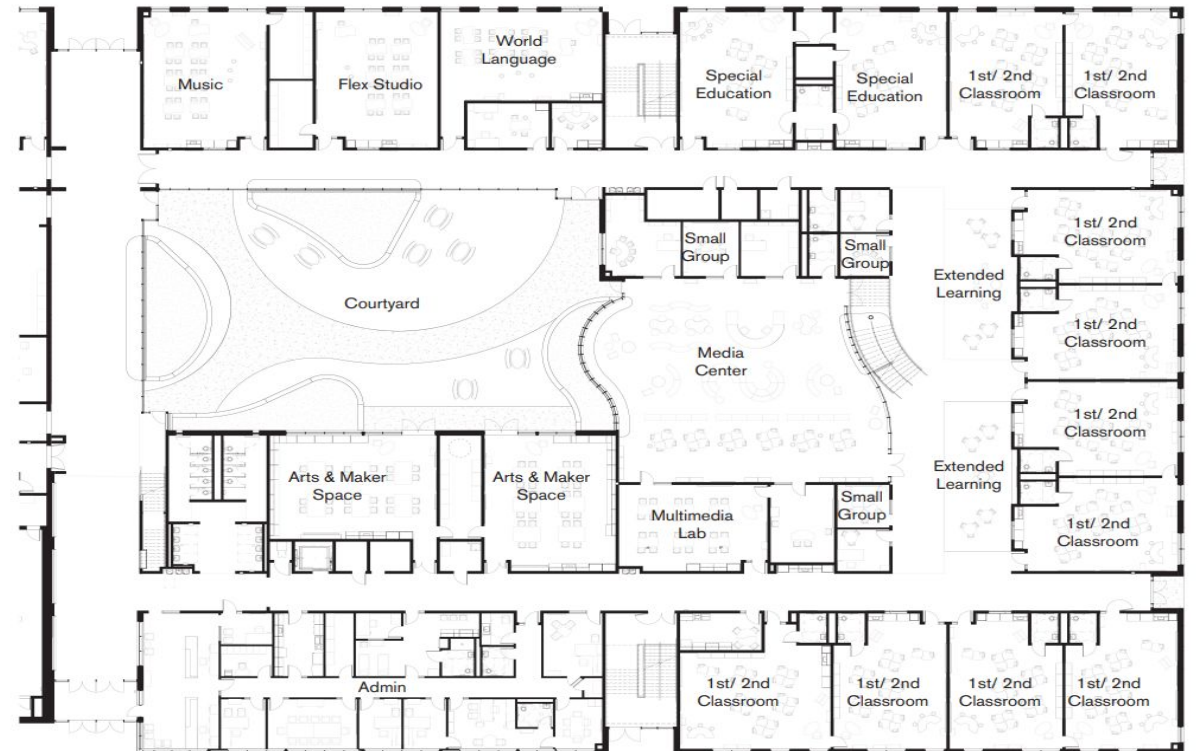 Music
Flex Studio
World
Language
Special
Education
Special
Education
1st/ 2nd
Classroom
1st/ 2nd
Classroom
1st/ 2nd
Classroom
Small
Group
Small
Group
Extended
Learning
Courtyard
1st/ 2nd
Classroom
Media
Center
1st/ 2nd
Classroom
Arts & Maker
Space
Arts & Maker
Space
Extended
Learning
Multimedia
Lab
Small
Group
1st/ 2nd
Classroom
Admin
1st/ 2nd
Classroom
1st/ 2nd
Classroom
1st/ 2nd
Classroom
1st/ 2nd
Classroom